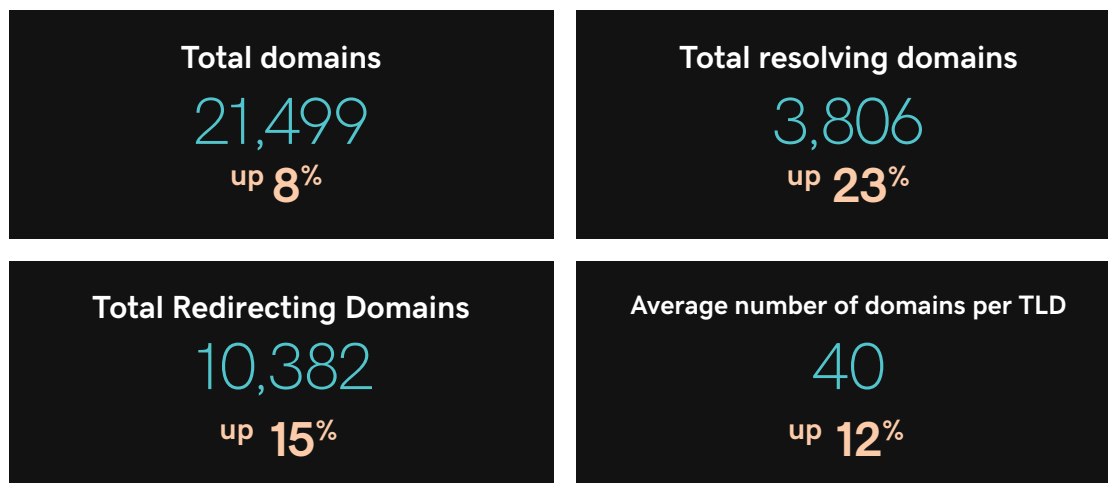 Total domains
21,499
up 8%
Total resolving domains
3,806
up 23%
Total Redirecting Domains
10,382
up 15%
Average number of domains per TLD
40
up 12%